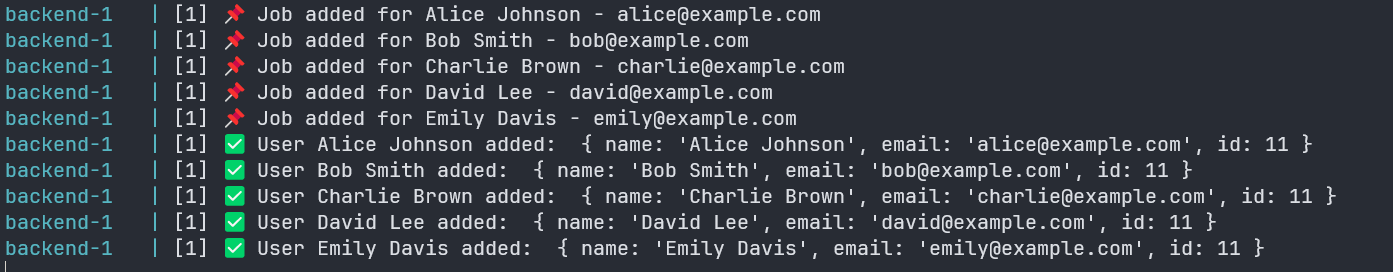 backend-1   | [1] 📌 Job added for Alice Johnson - alice@example.com
backend-1   | [1] 📌 Job added for Bob Smith - bob@example.com
backend-1   | [1] 📌 Job added for Charlie Brown - charlie@example.com
backend-1   | [1] 📌 Job added for David Lee - david@example.com
backend-1   | [1] 📌 Job added for Emily Davis - emily@example.com
backend-1   | [1] ✅ User Alice Johnson added:  { name: 'Alice Johnson', email: 'alice@example.com', id: 11 }
backend-1   | [1] ✅ User Bob Smith added:  { name: 'Bob Smith', email: 'bob@example.com', id: 11 }
backend-1   | [1] ✅ User Charlie Brown added:  { name: 'Charlie Brown', email: 'charlie@example.com', id: 11 }
backend-1   | [1] ✅ User David Lee added:  { name: 'David Lee', email: 'david@example.com', id: 11 }
backend-1   | [1] ✅ User Emily Davis added:  { name: 'Emily Davis', email: 'emily@example.com', id: 11 }